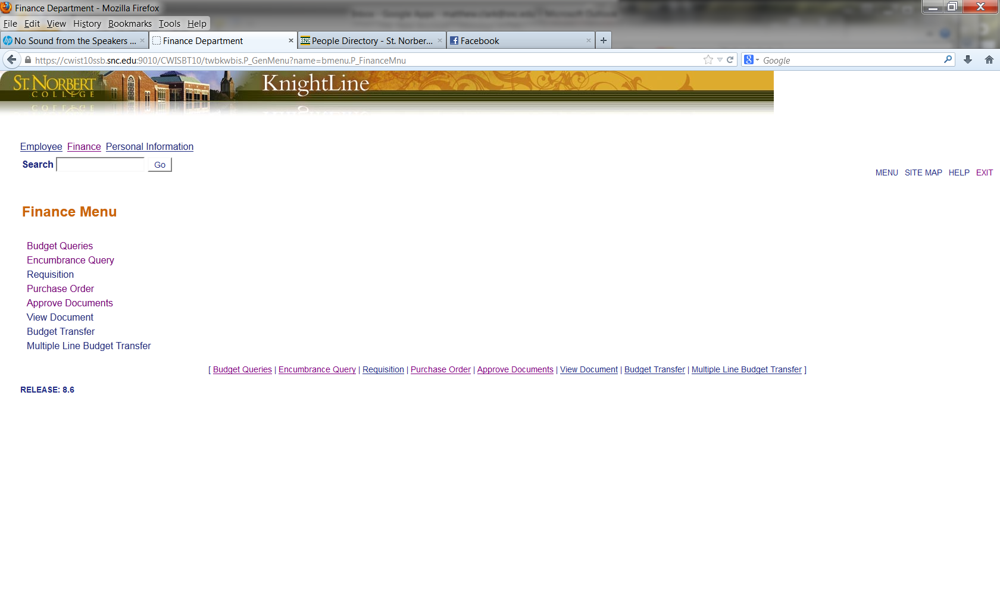 Finance Department - Mozilla Firefox
File Edit View History Bookmarks Tools Help
No Sound from the Speakers ... Finance Department People Directory - St. Norber... Facebook
https://cwist10ssb.snc.edu:9010/CWISBT10/twbkwbis.P_GenMenu?name=bmenu.P_FinanceMnu Google
ST. NORBERT
COLLEGE
KnightLine
Employee Finance Personal Information
Search Go
MENU SITE MAP HELP EXIT
Finance Menu
Budget Queries
Encumbrance Query
Requisition
Purchase Order
Approve Documents
View Document
Budget Transfer
Multiple Line Budget Transfer
[ Budget Queries | Encumbrance Query | Requisition | Purchase Order | Approve Documents | View Document | Budget Transfer | Multiple Line Budget Transfer ]
RELEASE: 8.6